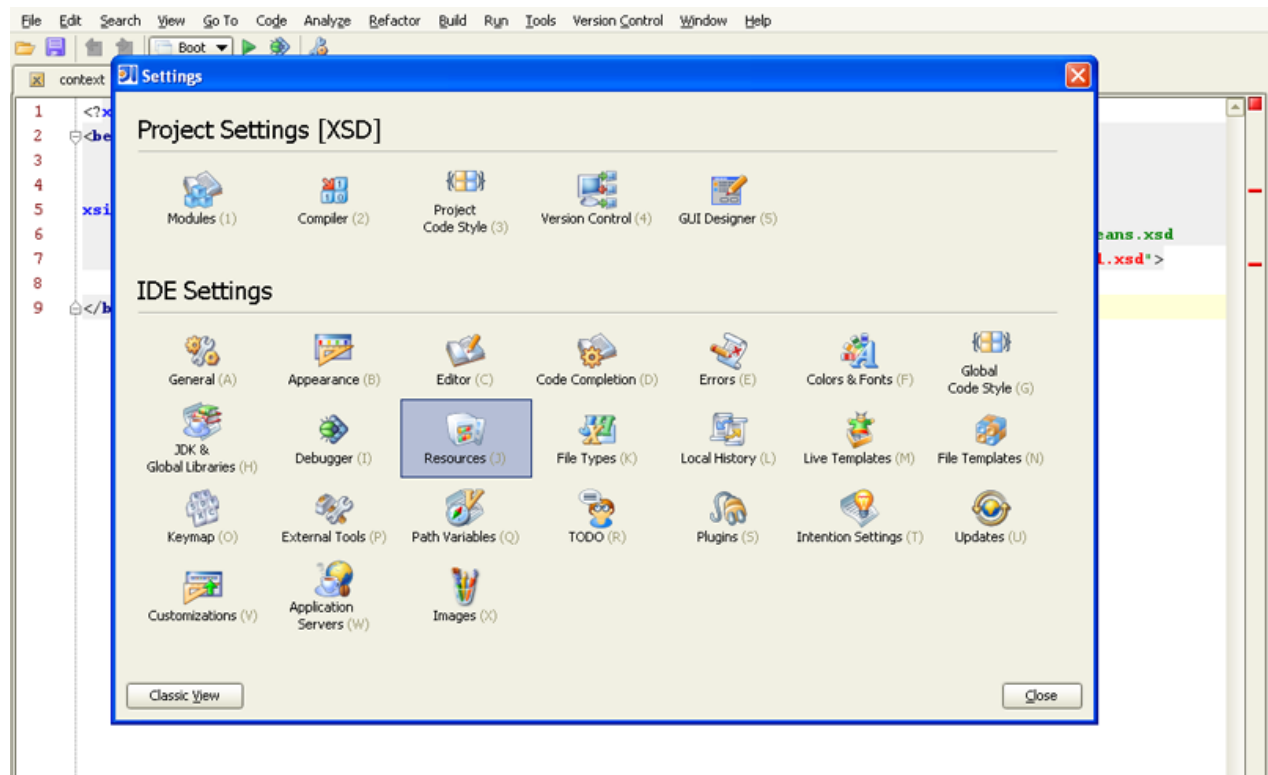 File Edit Search View Go To Code Analyze Refactor Build Run Tools Version Control Window Help
Boot
context
Settings
1 <?x
2 <be
3
4
5 xsi
6 eans.xsd
7 l.xsd">
8
9 </b
Project Settings [XSD]
Modules (1)
Compiler (2)
Project
Code Style (3)
Version Control (4)
GUI Designer (5)
IDE Settings
General (A)
Appearance (B)
Editor (C)
Code Completion (D)
Errors (E)
Colors & Fonts (F)
Global
Code Style (G)
JDK &
Global Libraries (H)
Debugger (I)
Resources (J)
File Types (K)
Local History (L)
Live Templates (M)
File Templates (N)
Keymap (O)
External Tools (P)
Path Variables (Q)
TODO (R)
Plugins (S)
Intention Settings (T)
Updates (U)
Customizations (V)
Application
Servers (W)
Images (X)
Classic View
Close